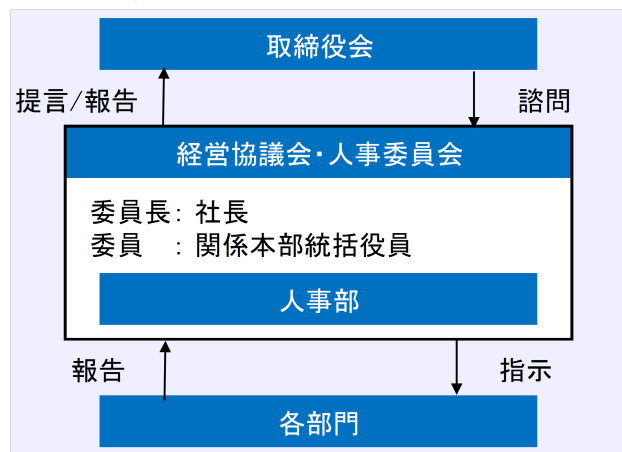 取締役会
提言/報告
諮問
経営協議会・人事委員会
委員長： 社長
委員　： 関係本部統括役員
人事部
報告
指示
各部門